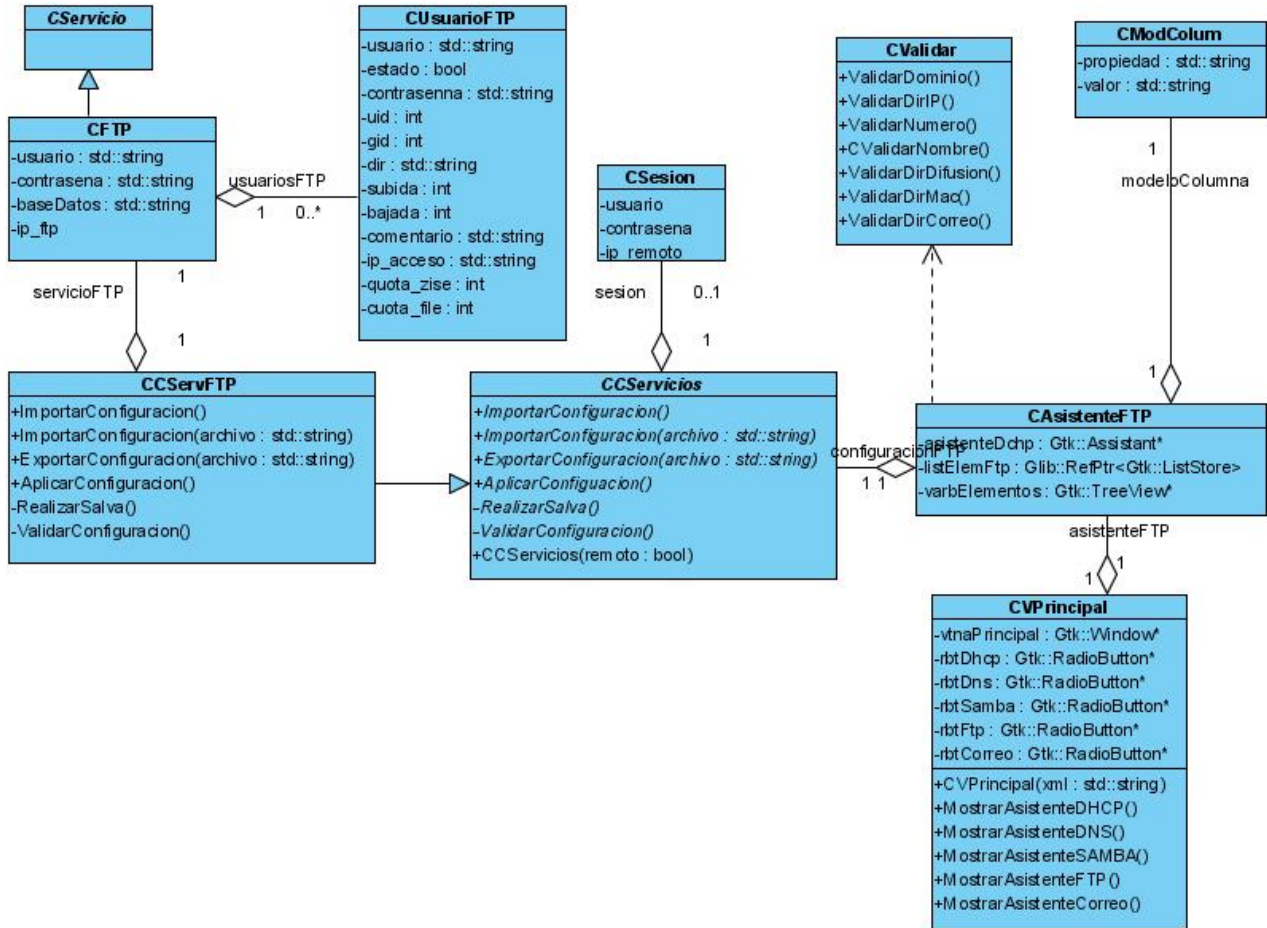 CServicio
CFTP
-usuario : std::string
-contrasena : std::string
-baseDatos : std::string
-ip_ftp
usuariosFTP
1
0..*
CUsuarioFTP
-usuario : std::string
-estado : bool
-contrasenna : std::string
-uid : int
-gid : int
-dir : std::string
-subida : int
-bajada : int
-comentario : std::string
-ip_acceso : std::string
-quota_zise : int
-cuota_file : int
CSesion
-usuario
-contrasena
-ip_remoto
CValidar
+ValidarDominio()
+ValidarDirIP()
+ValidarNumero()
+CValidarNombre()
+ValidarDirDifusion()
+ValidarDirMac()
+ValidarDirCorreo()
CModColum
-propiedad : std::string
-valor : std::string
1
modeloColumna
1
1
servicioFTP
1
sesion
0..1
1
CCServFTP
+ImportarConfiguracion()
+ImportarConfiguracion(archivo : std::string)
+ExportarConfiguracion(archivo : std::string)
+AplicarConfiguracion()
-RealizarSalva()
-ValidarConfiguracion()
CCServicios
+ImportarConfiguracion()
+ImportarConfiguracion(archivo : std::string)
+ExportarConfiguracion(archivo : std::string)
+AplicarConfiguacion()
-RealizarSalva()
-ValidarConfiguracion()
+CCServicios(remoto : bool)
configuracionFTP
1 1
CAsistenteFTP
-asistenteDchp : Gtk::Assistant*
-listElemFtp : Glib::RefPtr<Gtk::ListStore>
-varbElementos : Gtk::TreeView*
asistenteFTP
1
1
CVPrincipal
-vtnaPrincipal : Gtk::Window*
-rbtDhcp : Gtk::RadioButton*
-rbtDns : Gtk::RadioButton*
-rbtSamba : Gtk::RadioButton*
-rbtFtp : Gtk::RadioButton*
-rbtCorreo : Gtk::RadioButton*
+CVPrincipal(xml : std::string)
+MostrarAsistenteDHCP()
+MostrarAsistenteDNS()
+MostrarAsistenteSAMBA()
+MostrarAsistenteFTP()
+MostrarAsistenteCorreo()